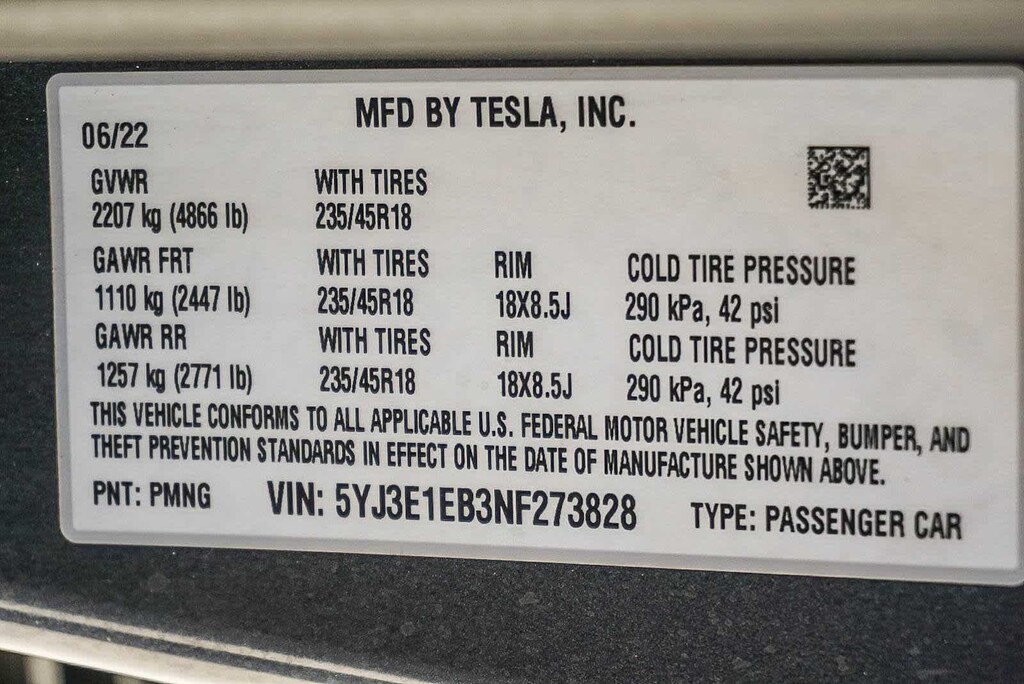 MFD BY TESLA, INC.
06/22
GVWR WITH TIRES
2207 kg (4866 lb) 235/45R18
GAWR FRT WITH TIRES RIM COLD TIRE PRESSURE
1110 kg (2447 lb) 235/45R18 18X8.5J 290 kPa, 42 psi
GAWR RR WITH TIRES RIM COLD TIRE PRESSURE
1257 kg (2771 lb) 235/45R18 18X8.5J 290 kPa, 42 psi
THIS VEHICLE CONFORMS TO ALL APPLICABLE U.S. FEDERAL MOTOR VEHICLE SAFETY, BUMPER, AND
THEFT PREVENTION STANDARDS IN EFFECT ON THE DATE OF MANUFACTURE SHOWN ABOVE.
PNT: PMNG VIN: 5YJ3E1EB3NF273828 TYPE: PASSENGER CAR